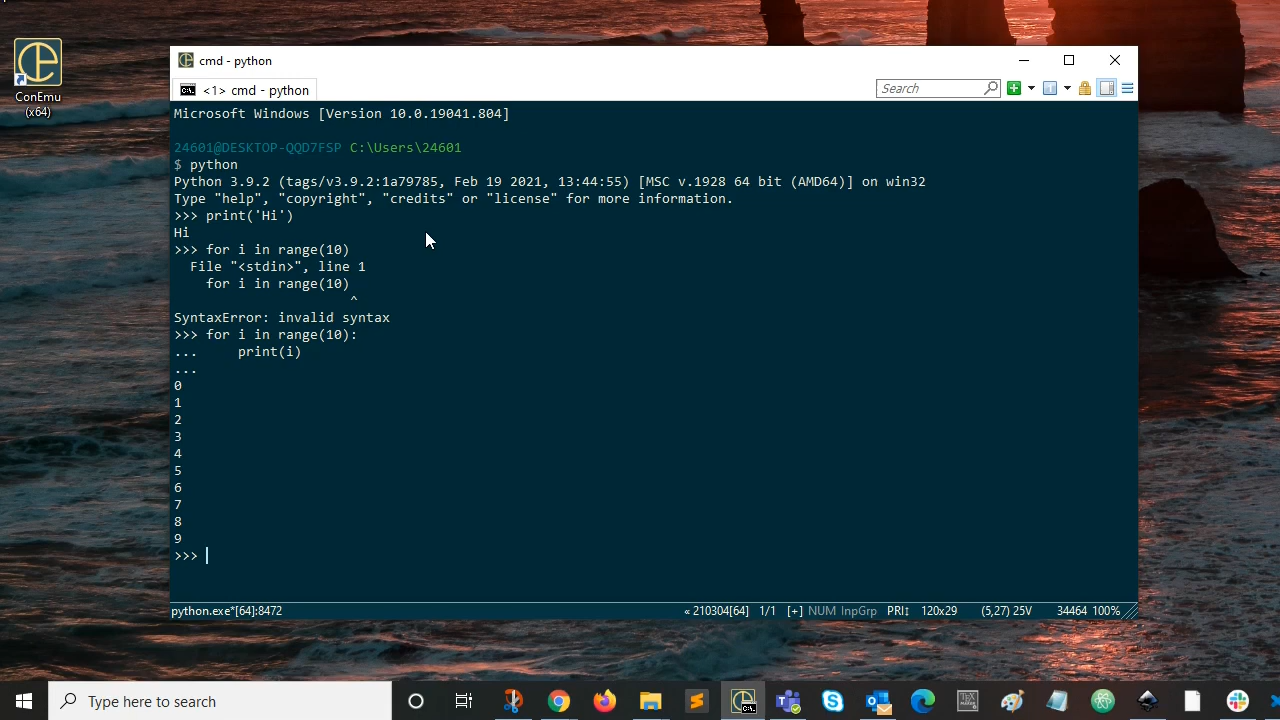 ConEmu
(x64)
cmd - python
<1> cmd - python
Search
Microsoft Windows [Version 10.0.19041.804]
24601@DESKTOP-QQD7FSP C:\Users\24601
$ python
Python 3.9.2 (tags/v3.9.2:1a79785, Feb 19 2021, 13:44:55) [MSC v.1928 64 bit (AMD64)] on win32
Type "help", "copyright", "credits" or "license" for more information.
>>> print('Hi')
Hi
>>> for i in range(10)
  File "<stdin>", line 1
    for i in range(10)
                      ^
SyntaxError: invalid syntax
>>> for i in range(10):
...     print(i)
...
0
1
2
3
4
5
6
7
8
9
>>>
python.exe*[64]:8472 « 210304[64] 1/1 [+] NUM InpGrp PRI↕ 120x29 (5,27) 25V 34464 100%
Type here to search